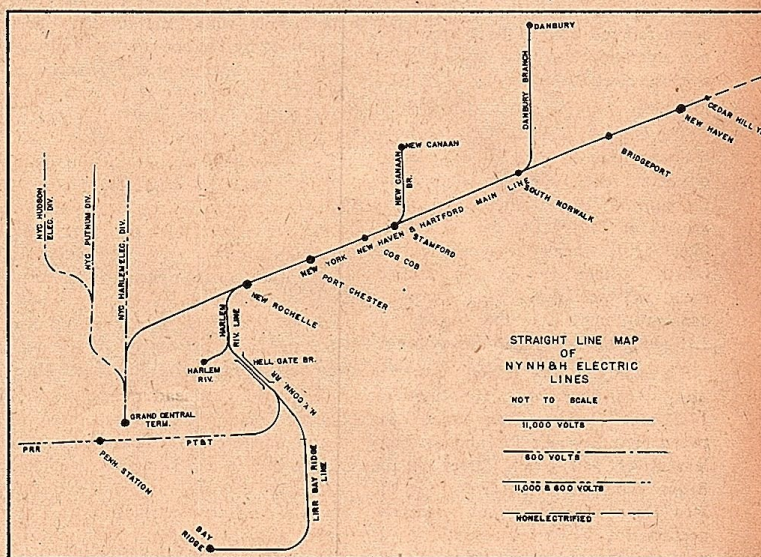 DANBURY
DANBURY BRANCH
CEDAR HILL
NEW HAVEN
BRIDGEPORT
NEW CANAAN
NEW CANAAN
BR.
SOUTH NORWALK
NEW YORK NEW HAVEN & HARTFORD MAIN LINE
STAMFORD
COS COB
PORT CHESTER
NEW ROCHELLE
NYC HUDSON
ELEC. DIV.
NYC PUTNUM DIV.
NYC HARLEM ELEC. DIV.
HARLEM
RIV. LINE
HARLEM
RIV.
HELL GATE BR.
N.Y. CONN. RR
GRAND CENTRAL
TERM.
PRR
PENN. STATION
PT&T
LIRR BAY RIDGE
LINE
BAY
RIDGE
STRAIGHT LINE MAP
OF
NYNH&H ELECTRIC
LINES
NOT TO SCALE
11,000 VOLTS
600 VOLTS
11,000 & 600 VOLTS
NONELECTRIFIED